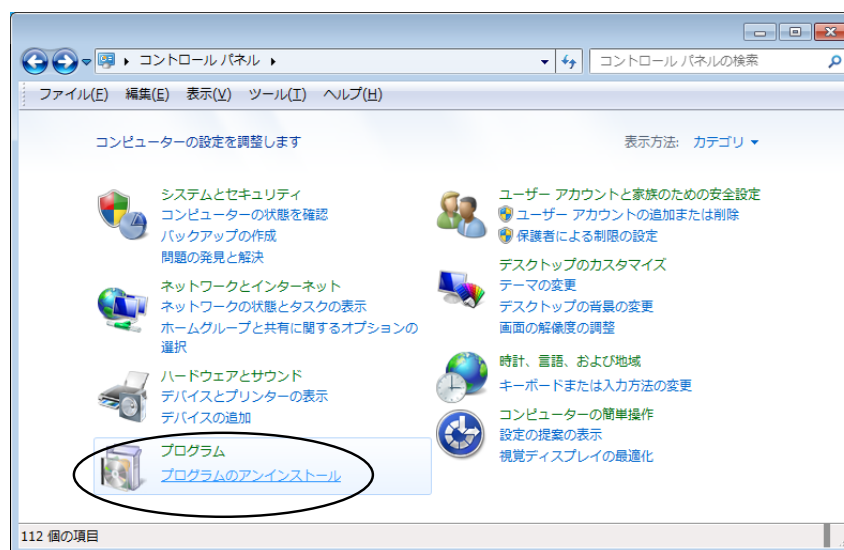 コントロール パネル
コントロール パネルの検索
ファイル(F) 編集(E) 表示(V) ツール(T) ヘルプ(H)
コンピューターの設定を調整します
表示方法: カテゴリ
システムとセキュリティ
コンピューターの状態を確認
バックアップの作成
問題の発見と解決
ネットワークとインターネット
ネットワークの状態とタスクの表示
ホームグループと共有に関するオプションの
選択
ハードウェアとサウンド
デバイスとプリンターの表示
デバイスの追加
プログラム
プログラムのアンインストール
ユーザー アカウントと家族のための安全設定
ユーザー アカウントの追加または削除
保護者による制限の設定
デスクトップのカスタマイズ
テーマの変更
デスクトップの背景の変更
画面の解像度の調整
時計、言語、および地域
キーボードまたは入力方法の変更
コンピューターの簡単操作
設定の提案の表示
視覚ディスプレイの最適化
112 個の項目